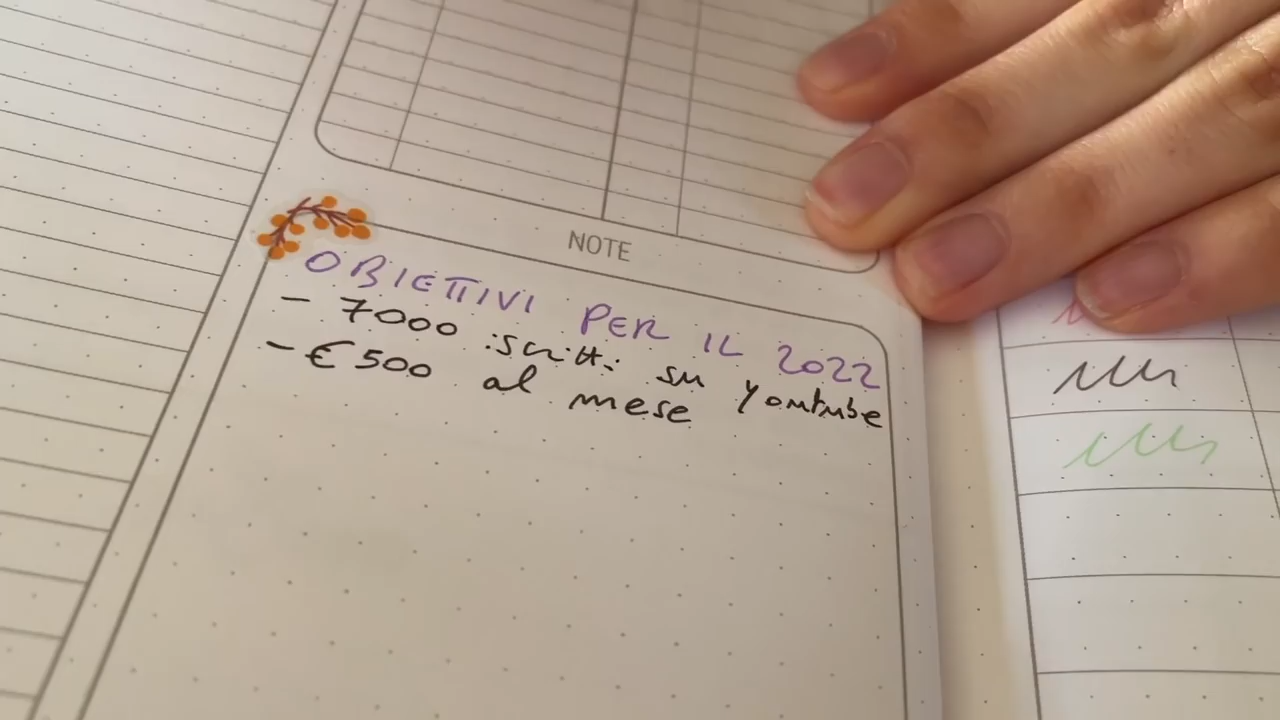 NOTE
OBIETTIVI PER IL 2022
- 7000 iscritti su Youtube
- €500 al mese